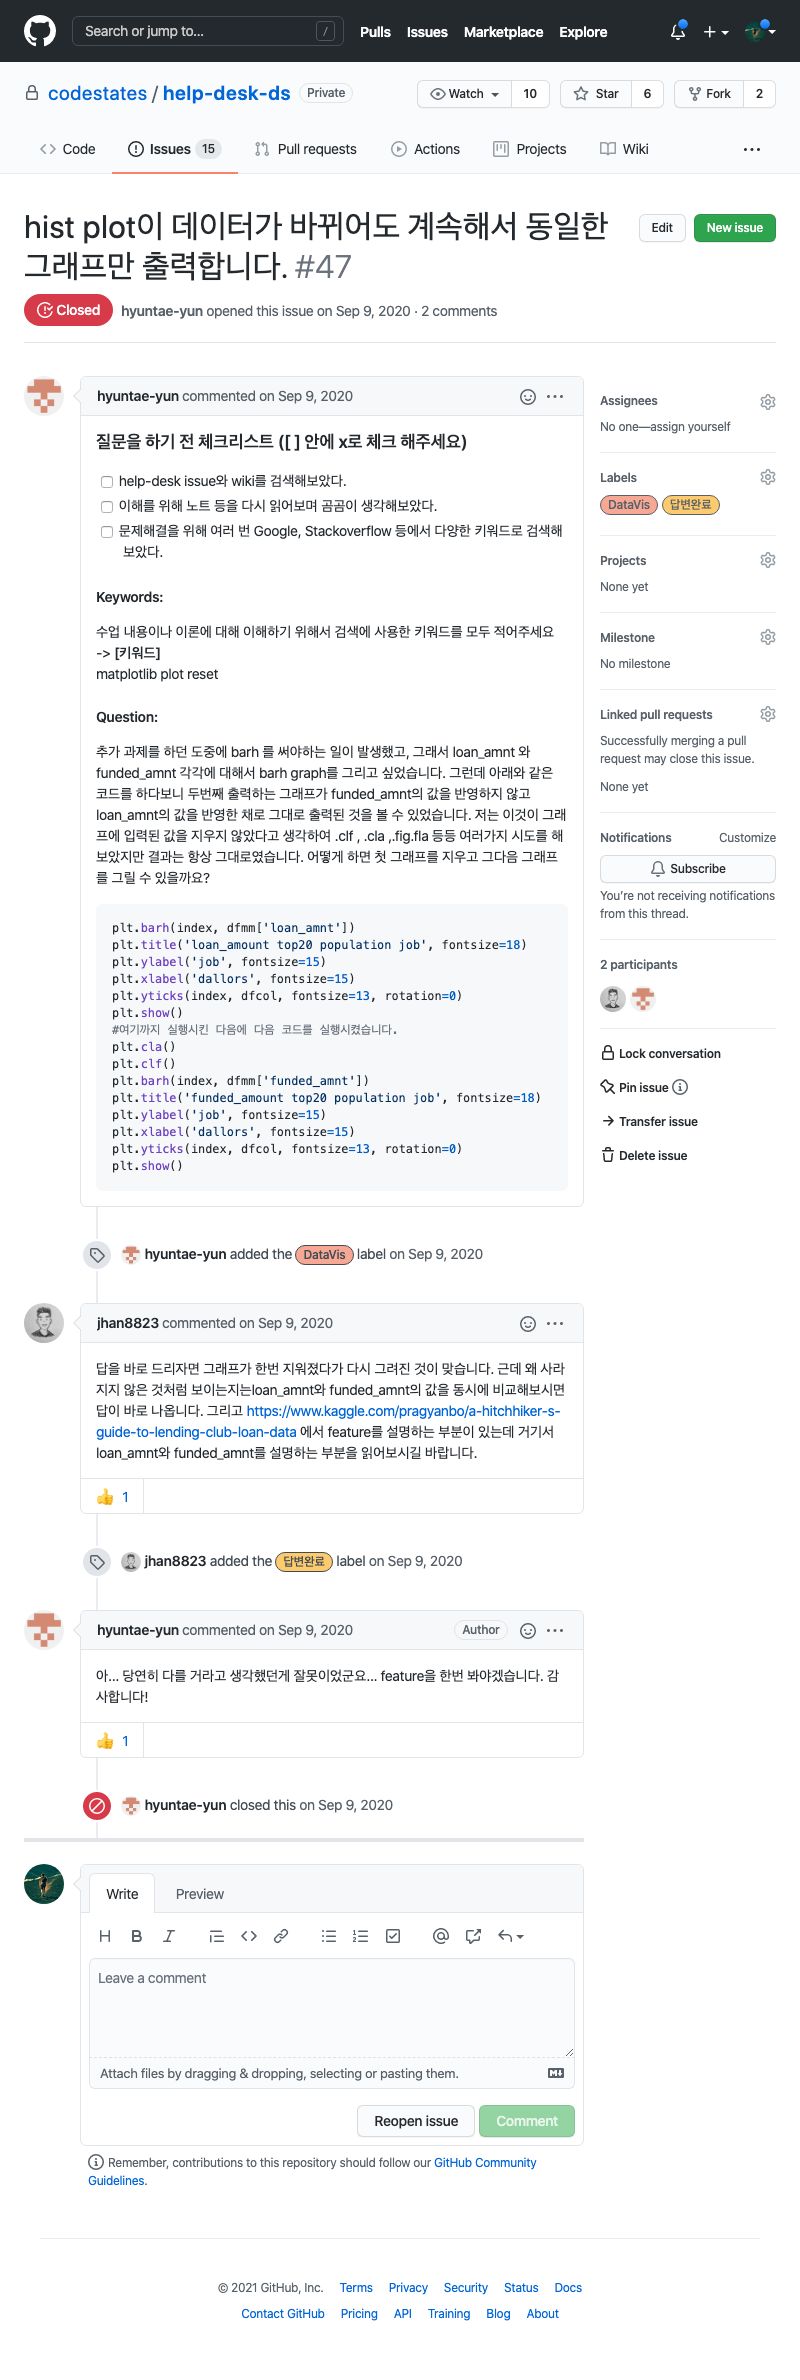 Search or jump to... /
Pulls Issues Marketplace Explore
codestates / help-desk-ds Private
Watch 10 Star 6 Fork 2
Code Issues 15 Pull requests Actions Projects Wiki
hist plot이 데이터가 바뀌어도 계속해서 동일한
그래프만 출력합니다. #47
Edit New issue
Closed hyuntae-yun opened this issue on Sep 9, 2020 · 2 comments
hyuntae-yun commented on Sep 9, 2020
질문을 하기 전 체크리스트 ([ ] 안에 x로 체크 해주세요)
help-desk issue와 wiki를 검색해보았다.
이해를 위해 노트 등을 다시 읽어보며 곰곰이 생각해보았다.
문제해결을 위해 여러 번 Google, Stackoverflow 등에서 다양한 키워드로 검색해
보았다.
Keywords:
수업 내용이나 이론에 대해 이해하기 위해서 검색에 사용한 키워드를 모두 적어주세요
-> [키워드]
matplotlib plot reset
Question:
추가 과제를 하던 도중에 barh 를 써야하는 일이 발생했고, 그래서 loan_amnt 와
funded_amnt 각각에 대해서 barh graph를 그리고 싶었습니다. 그런데 아래와 같은
코드를 하다보니 두번째 출력하는 그래프가 funded_amnt의 값을 반영하지 않고
loan_amnt의 값을 반영한 채로 그대로 출력된 것을 볼 수 있었습니다. 저는 이것이 그래
프에 입력된 값을 지우지 않았다고 생각하여 .clf , .cla ,.fig.fla 등등 여러가지 시도를 해
보았지만 결과는 항상 그대로였습니다. 어떻게 하면 첫 그래프를 지우고 그다음 그래프
를 그릴 수 있을까요?
plt.barh(index, dfmm['loan_amnt'])
plt.title('loan_amount top20 population job', fontsize=18)
plt.ylabel('job', fontsize=15)
plt.xlabel('dallors', fontsize=15)
plt.yticks(index, dfcol, fontsize=13, rotation=0)
plt.show()
#여기까지 실행시킨 다음에 다음 코드를 실행시켰습니다.
plt.cla()
plt.clf()
plt.barh(index, dfmm['funded_amnt'])
plt.title('funded_amount top20 population job', fontsize=18)
plt.ylabel('job', fontsize=15)
plt.xlabel('dallors', fontsize=15)
plt.yticks(index, dfcol, fontsize=13, rotation=0)
plt.show()
Assignees
No one—assign yourself
Labels
DataVis 답변완료
Projects
None yet
Milestone
No milestone
Linked pull requests
Successfully merging a pull
request may close this issue.
None yet
Notifications Customize
Subscribe
You're not receiving notifications
from this thread.
2 participants
Lock conversation
Pin issue
Transfer issue
Delete issue
hyuntae-yun added the DataVis label on Sep 9, 2020
jhan8823 commented on Sep 9, 2020
답을 바로 드리자면 그래프가 한번 지워졌다가 다시 그려진 것이 맞습니다. 근데 왜 사라
지지 않은 것처럼 보이는지는loan_amnt와 funded_amnt의 값을 동시에 비교해보시면
답이 바로 나옵니다. 그리고 https://www.kaggle.com/pragyanbo/a-hitchhiker-s-
guide-to-lending-club-loan-data 에서 feature를 설명하는 부분이 있는데 거기서
loan_amnt와 funded_amnt를 설명하는 부분을 읽어보시길 바랍니다.
👍 1
jhan8823 added the 답변완료 label on Sep 9, 2020
hyuntae-yun commented on Sep 9, 2020 Author
아... 당연히 다를 거라고 생각했던게 잘못이었군요... feature을 한번 봐야겠습니다. 감
사합니다!
👍 1
hyuntae-yun closed this on Sep 9, 2020
Write Preview
Leave a comment
Attach files by dragging & dropping, selecting or pasting them.
Reopen issue Comment
Remember, contributions to this repository should follow our GitHub Community
Guidelines.
© 2021 GitHub, Inc. Terms Privacy Security Status Docs
Contact GitHub Pricing API Training Blog About